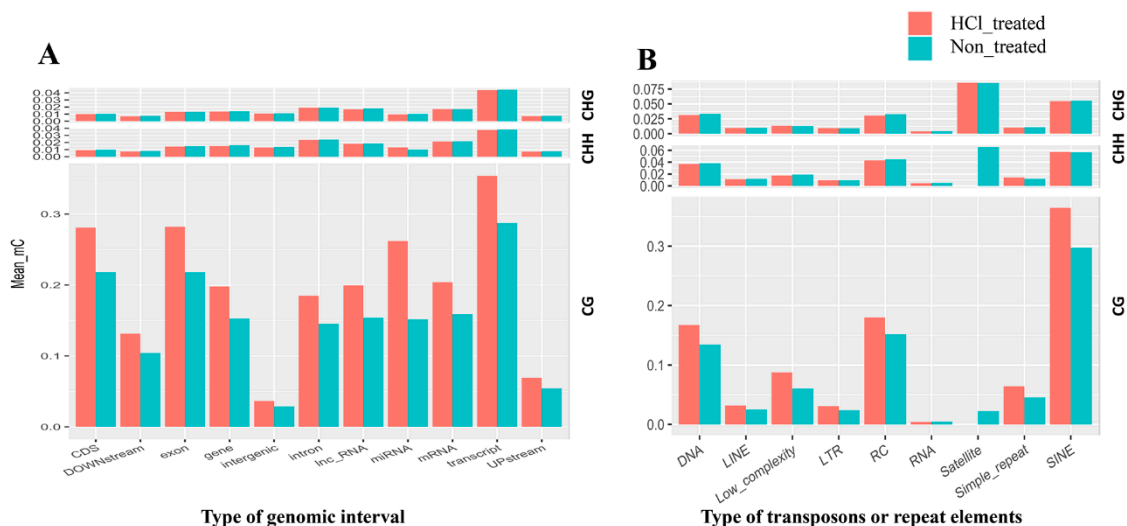 HCl_treated
Non_treated
A
0.04
0.03
0.02
0.01
0.00
CHG
0.04
0.03
0.02
0.01
0.00
CHH
0.3
0.2
0.1
0.0
CG
Mean_mC
CDS
DOWNstream
exon
gene
intergenic
intron
lnc_RNA
miRNA
mRNA
transcript
UPstream
Type of genomic interval
B
0.075
0.050
0.025
0.000
CHG
0.06
0.04
0.02
0.00
CHH
0.3
0.2
0.1
0.0
CG
DNA
LINE
Low_complexity
LTR
RC
RNA
Satellite
Simple_repeat
SINE
Type of transposons or repeat elements